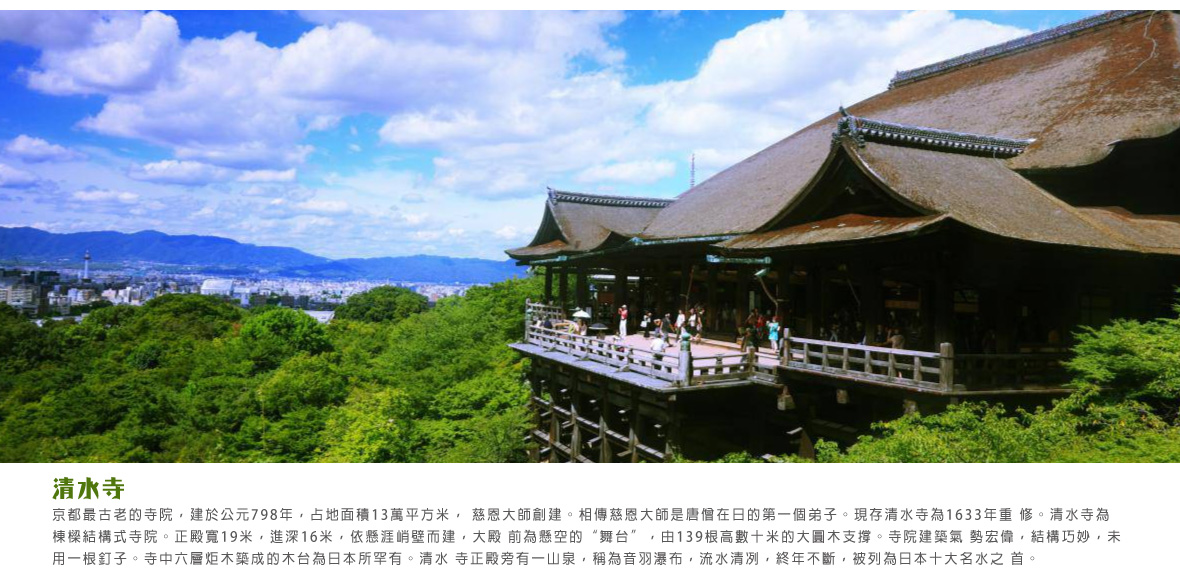 清水寺
京都最古老的寺院，建於公元798年，占地面積13萬平方米， 慈恩大師創建。相傳慈恩大師是唐僧在日的第一個弟子。現存清水寺為1633年重 修。清水寺為
棟樑結構式寺院。正殿寬19米，進深16米，依懸涯峭壁而建，大殿 前為懸空的“舞台”，由139根高數十米的大圓木支撐。寺院建築氣 勢宏偉，結構巧妙，未
用一根釘子。寺中六層炬木築成的木台為日本所罕有。清水 寺正殿旁有一山泉，稱為音羽瀑布，流水清冽，終年不斷，被列為日本十大名水之 首。